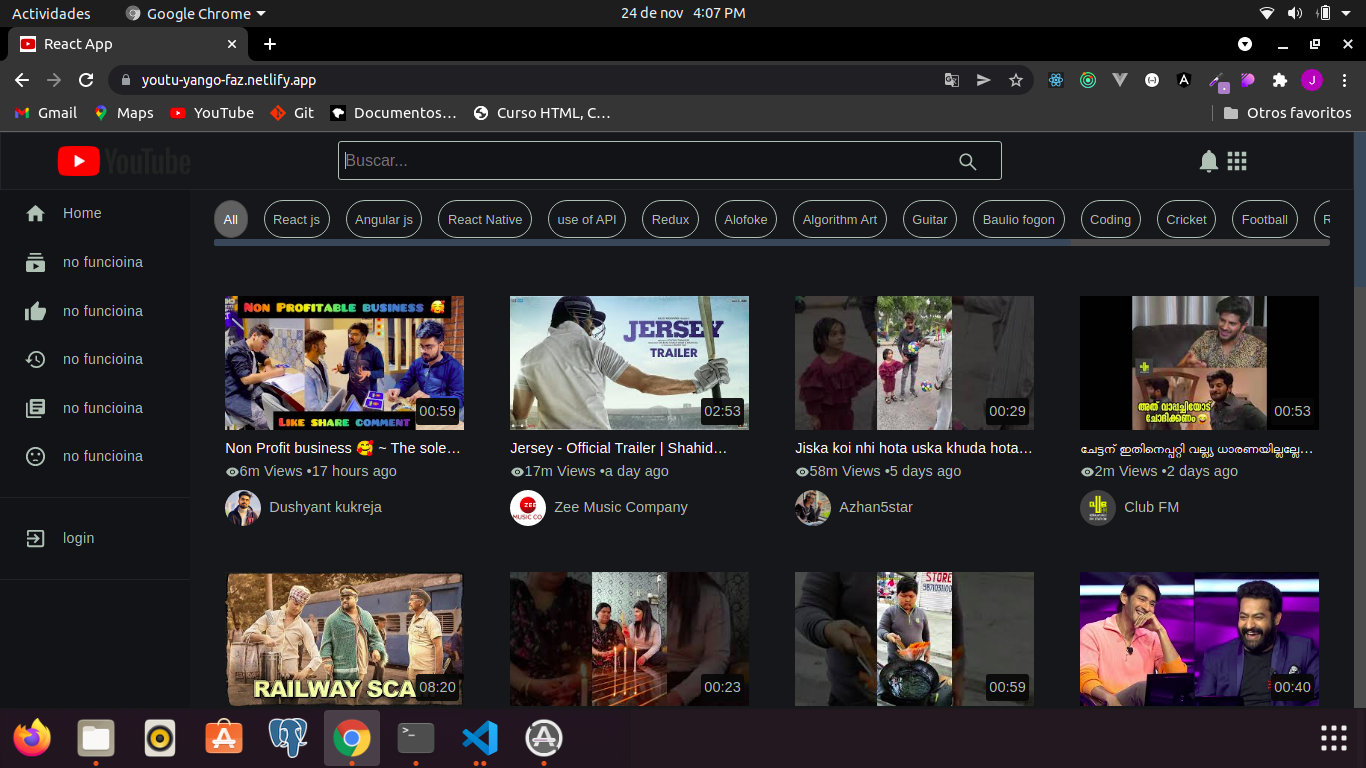 Actividades
Google Chrome
24 de nov 4:07 PM
React App
youtu-yango-faz.netlify.app
J
Gmail
Maps
YouTube
Git
Documentos…
Curso HTML, C…
Otros favoritos
YouTube
Buscar...
Home
no funcioina
no funcioina
no funcioina
no funcioina
no funcioina
login
All
React js
Angular js
React Native
use of API
Redux
Alofoke
Algorithm Art
Guitar
Baulio fogon
Coding
Cricket
Football
R
NON PROFITABLE BUSINESS 🥰
LIKE SHARE COMMENT
00:59
JERSEY
TRAILER
02:53
00:29
അത് വാപ്പച്ചിയോട്
ചോദിക്കണം 😂
00:53
Non Profit business 🥰 ~ The sole…
6m Views •17 hours ago
Dushyant kukreja
Jersey - Official Trailer | Shahid…
17m Views •a day ago
ZEE
MUSIC CO.
Zee Music Company
Jiska koi nhi hota uska khuda hota…
58m Views •5 days ago
Azhan5star
ചേട്ടന് ഇതിനെപ്പറ്റി വല്ല്യ ധാരണയില്ലല്ലേ…
2m Views •2 days ago
Club FM
RAILWAY SCA
08:20
00:23
STORE
00:59
00:40